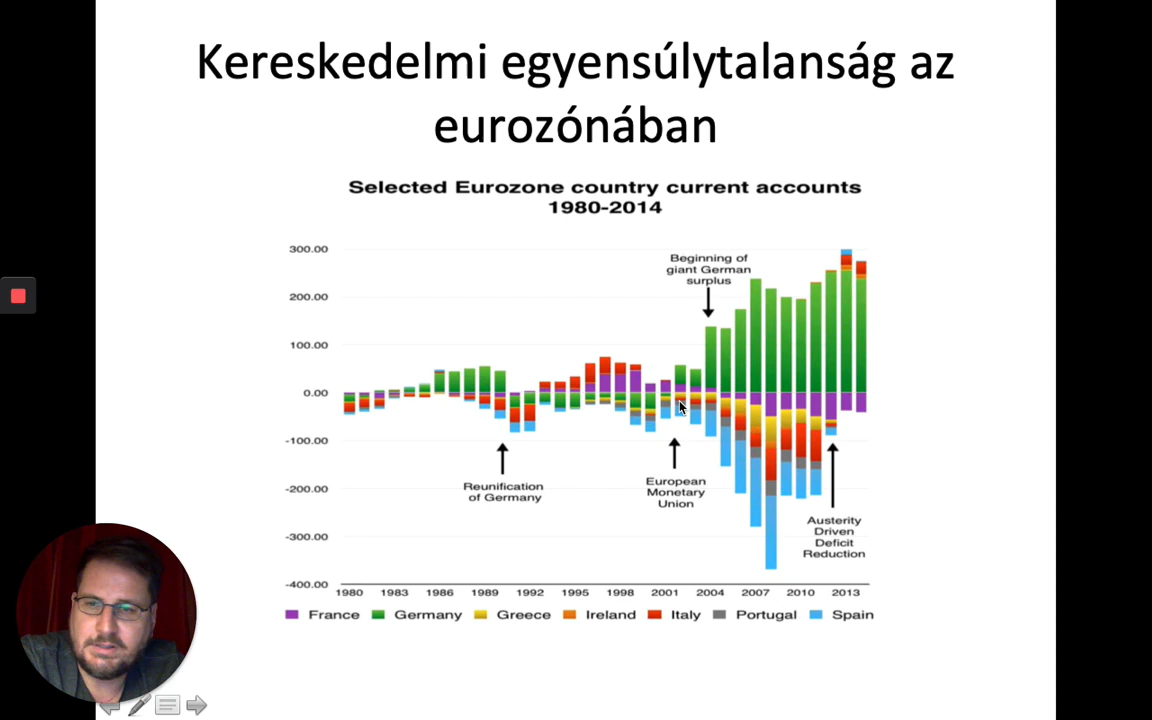 Kereskedelmi egyensúlytalanság az
eurozónában
Selected Eurozone country current accounts
1980-2014
300.00
200.00
100.00
0.00
-100.00
-200.00
-300.00
-400.00
Beginning of
giant German
surplus
Reunification
of Germany
European
Monetary
Union
Austerity
Driven
Deficit
Reduction
1980 1983 1986 1989 1992 1995 1998 2001 2004 2007 2010 2013
France Germany Greece Ireland Italy Portugal Spain